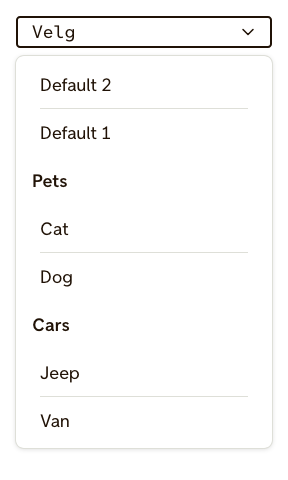 Velg
Default 2
Default 1
Pets
Cat
Dog
Cars
Jeep
Van